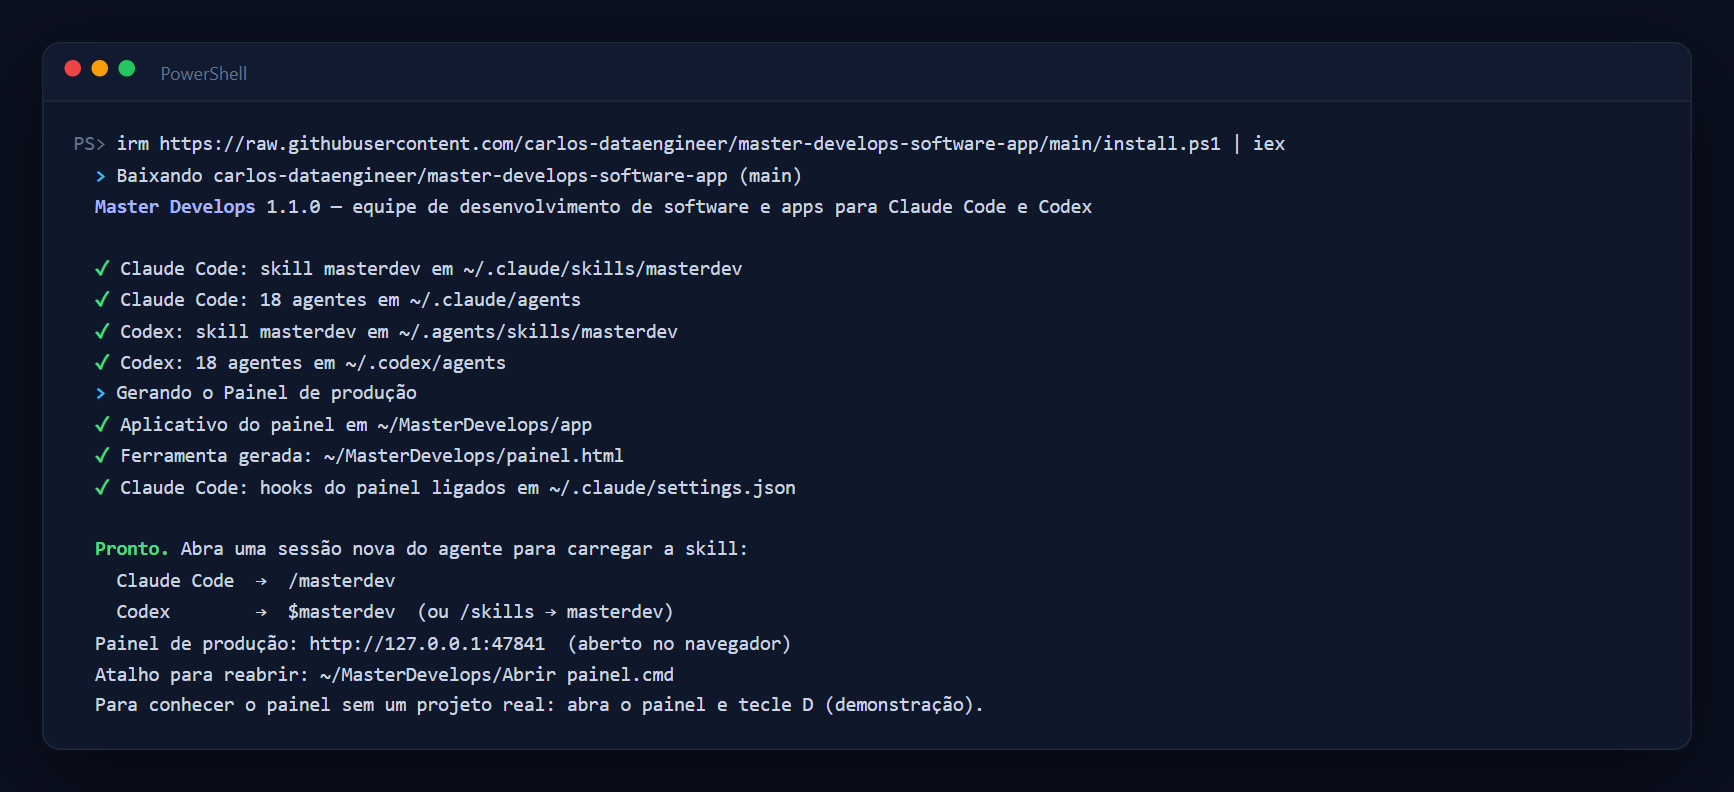 PowerShell
PS> irm https://raw.githubusercontent.com/carlos-dataengineer/master-develops-software-app/main/install.ps1 | iex
> Baixando carlos-dataengineer/master-develops-software-app (main)
Master Develops 1.1.0 — equipe de desenvolvimento de software e apps para Claude Code e Codex
✓ Claude Code: skill masterdev em ~/.claude/skills/masterdev
✓ Claude Code: 18 agentes em ~/.claude/agents
✓ Codex: skill masterdev em ~/.agents/skills/masterdev
✓ Codex: 18 agentes em ~/.codex/agents
> Gerando o Painel de produção
✓ Aplicativo do painel em ~/MasterDevelops/app
✓ Ferramenta gerada: ~/MasterDevelops/painel.html
✓ Claude Code: hooks do painel ligados em ~/.claude/settings.json
Pronto. Abra uma sessão nova do agente para carregar a skill:
Claude Code → /masterdev
Codex → $masterdev (ou /skills → masterdev)
Painel de produção: http://127.0.0.1:47841 (aberto no navegador)
Atalho para reabrir: ~/MasterDevelops/Abrir painel.cmd
Para conhecer o painel sem um projeto real: abra o painel e tecle D (demonstração).